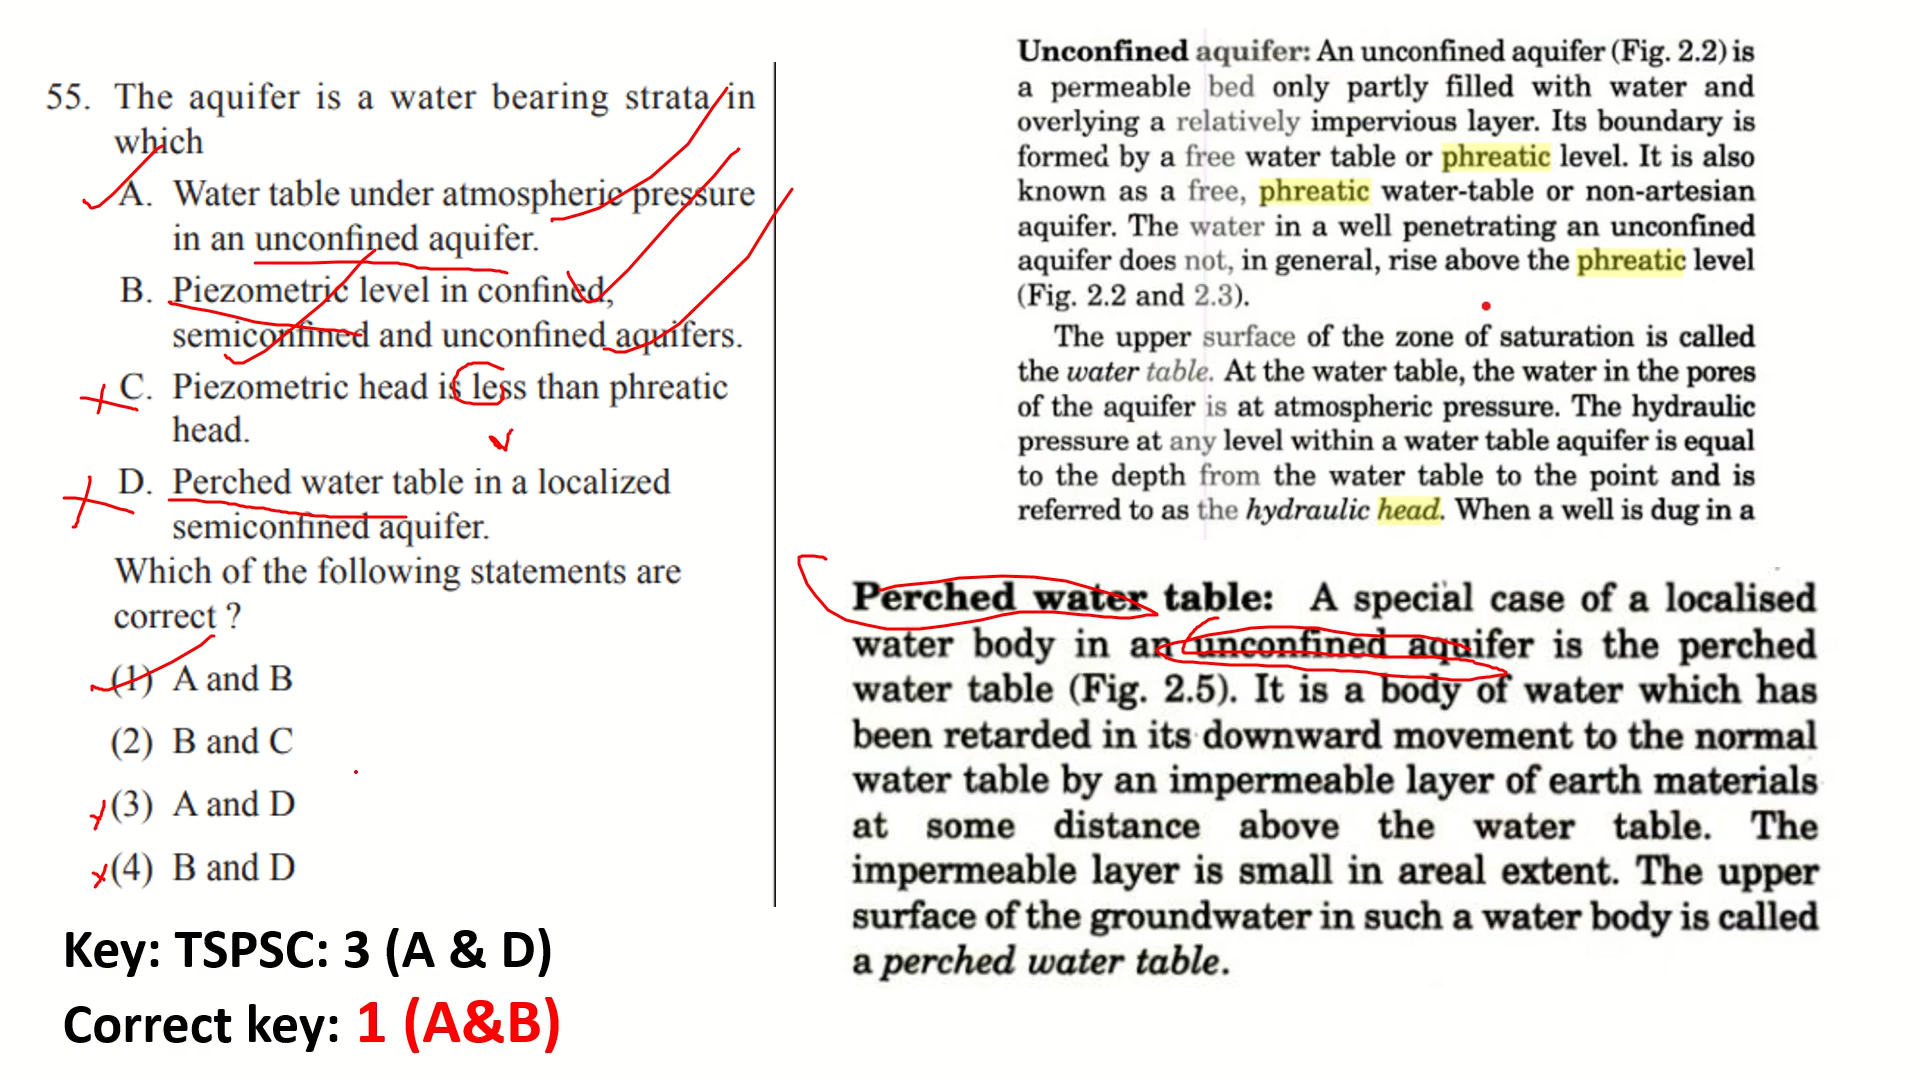 55. The aquifer is a water bearing strata in
which
A. Water table under atmospheric pressure
in an unconfined aquifer.
B. Piezometric level in confined,
semiconfined and unconfined aquifers.
C. Piezometric head is less than phreatic
head.
D. Perched water table in a localized
semiconfined aquifer.
Which of the following statements are
correct ?
(1) A and B
(2) B and C
(3) A and D
(4) B and D
Key: TSPSC: 3 (A & D)
Correct key: 1 (A&B)
Unconfined aquifer: An unconfined aquifer (Fig. 2.2) is
a permeable bed only partly filled with water and
overlying a relatively impervious layer. Its boundary is
formed by a free water table or phreatic level. It is also
known as a free, phreatic water-table or non-artesian
aquifer. The water in a well penetrating an unconfined
aquifer does not, in general, rise above the phreatic level
(Fig. 2.2 and 2.3).
The upper surface of the zone of saturation is called
the water table. At the water table, the water in the pores
of the aquifer is at atmospheric pressure. The hydraulic
pressure at any level within a water table aquifer is equal
to the depth from the water table to the point and is
referred to as the hydraulic head. When a well is dug in a
Perched water table: A special case of a localised
water body in an unconfined aquifer is the perched
water table (Fig. 2.5). It is a body of water which has
been retarded in its downward movement to the normal
water table by an impermeable layer of earth materials
at some distance above the water table. The
impermeable layer is small in areal extent. The upper
surface of the groundwater in such a water body is called
a perched water table.